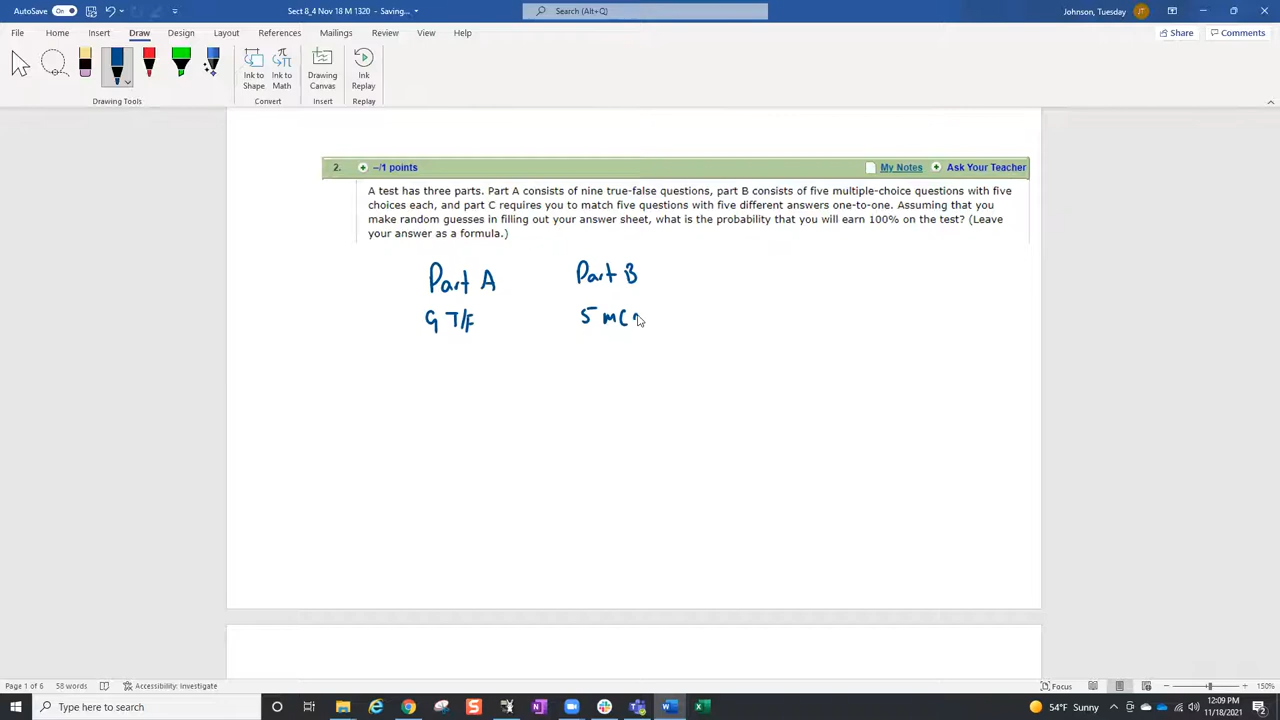 Sect 8_4 Nov 18 M 1320 - Saving...
AutoSave On
Search (Alt+Q)
Johnson, Tuesday JT
File Home Insert Draw Design Layout References Mailings Review View Help
Share Comments
Ink to Shape
Ink to Math
Drawing Canvas
Ink Replay
Drawing Tools Convert Insert Replay
2. --/1 points My Notes Ask Your Teacher
A test has three parts. Part A consists of nine true-false questions, part B consists of five multiple-choice questions with five
choices each, and part C requires you to match five questions with five different answers one-to-one. Assuming that you
make random guesses in filling out your answer sheet, what is the probability that you will earn 100% on the test? (Leave
your answer as a formula.)
Part A Part B
9 T/F 5 MC
Page 1 of 6 58 words Accessibility: Investigate Focus 150%
Type here to search 54°F Sunny 12:09 PM
11/18/2021